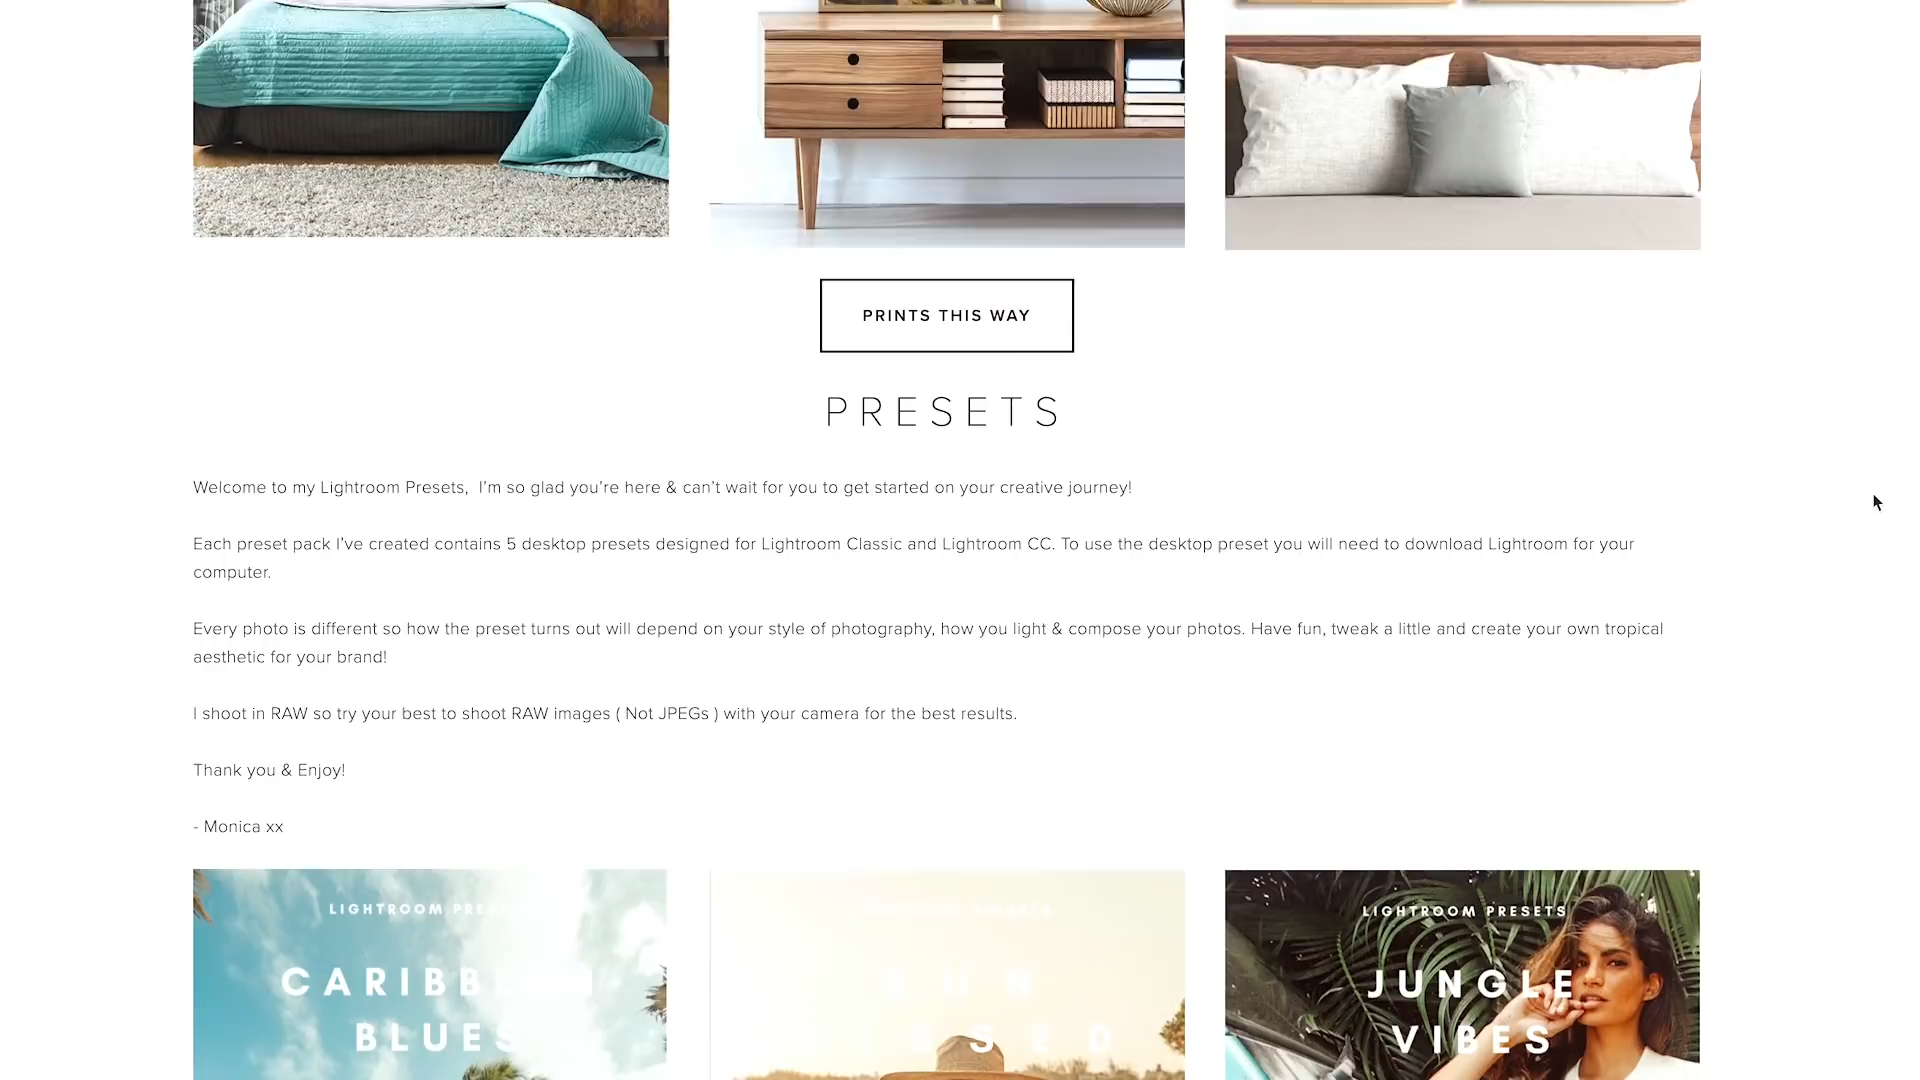 PRINTS THIS WAY
PRESETS
Welcome to my Lightroom Presets,  I'm so glad you're here & can't wait for you to get started on your creative journey!
Each preset pack I've created contains 5 desktop presets designed for Lightroom Classic and Lightroom CC. To use the desktop preset you will need to download Lightroom for your
computer.
Every photo is different so how the preset turns out will depend on your style of photography, how you light & compose your photos. Have fun, tweak a little and create your own tropical
aesthetic for your brand!
I shoot in RAW so try your best to shoot RAW images ( Not JPEGs ) with your camera for the best results.
Thank you & Enjoy!
- Monica xx
LIGHTROOM PRESETS
CARIBBEAN
BLUES
LIGHTROOM PRESETS
JUNGLE
VIBES